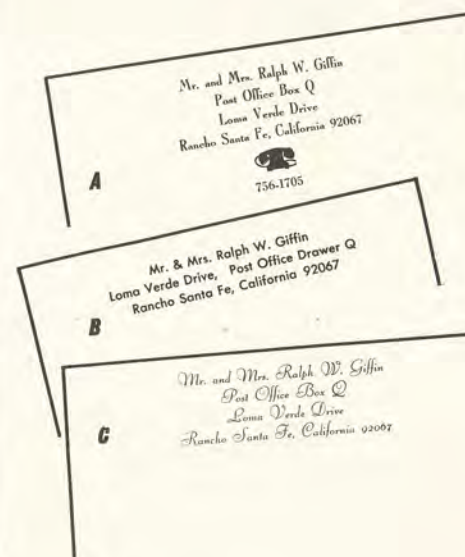 Mr. and Mrs. Ralph W. Giffin
Post Office Box Q
Loma Verde Drive
Rancho Santa Fe, California 92067
756-1705
A
Mr. & Mrs. Ralph W. Giffin
Loma Verde Drive, Post Office Drawer Q
Rancho Santa Fe, California 92067
B
Mr. and Mrs. Ralph W. Giffin
Post Office Box Q
Loma Verde Drive
Rancho Santa Fe, California 92067
C